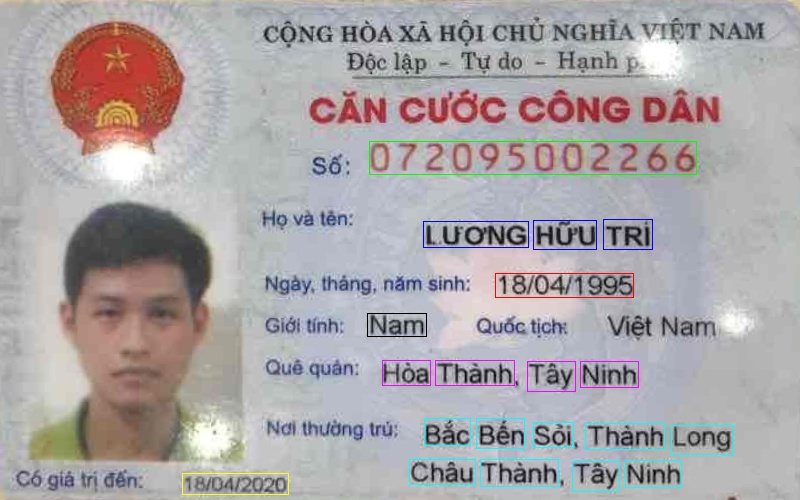 CỘNG HÒA XÃ HỘI CHỦ NGHĨA VIỆT NAM
Độc lập - Tự do - Hạnh
CĂN CƯỚC CÔNG DÂN
Số: 072095002266
Họ và tên: LƯƠNG HỮU TRÍ
Ngày, tháng, năm sinh: 18/04/1995
Giới tính: Nam Quốc tịch: Việt Nam
Quê quán: Hòa Thành, Tây Ninh
Nơi thường trú: Bắc Bến Sỏi, Thành Long
Châu Thành, Tây Ninh
Có giá trị đến: 18/04/2020